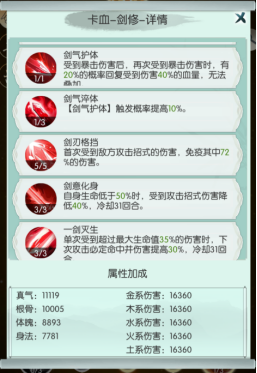 卡血-剑修-详情
剑气护体
受到暴击伤害后，再次受到暴击伤害时，有
20%的概率回复受到伤害40%的血量，无法
叠加
1/1
剑气淬体
【剑气护体】触发概率提高10%。
1/3
剑刃格挡
首次受到敌方攻击招式的伤害，免疫其中72
%的伤害。
5/5
剑意化身
自身生命低于50%时，受到攻击招式伤害降
低40%，冷却31回合。
3/3
一剑灭生
单次受到超过最大生命值35%的伤害时，下
次攻击必定命中并伤害提高30%，冷却31回
合
3/3
属性加成
真气：11119
金系伤害：16360
根骨：10005
木系伤害：16360
体魄：8893
水系伤害：16360
身法：7781
火系伤害：16360
土系伤害：16360